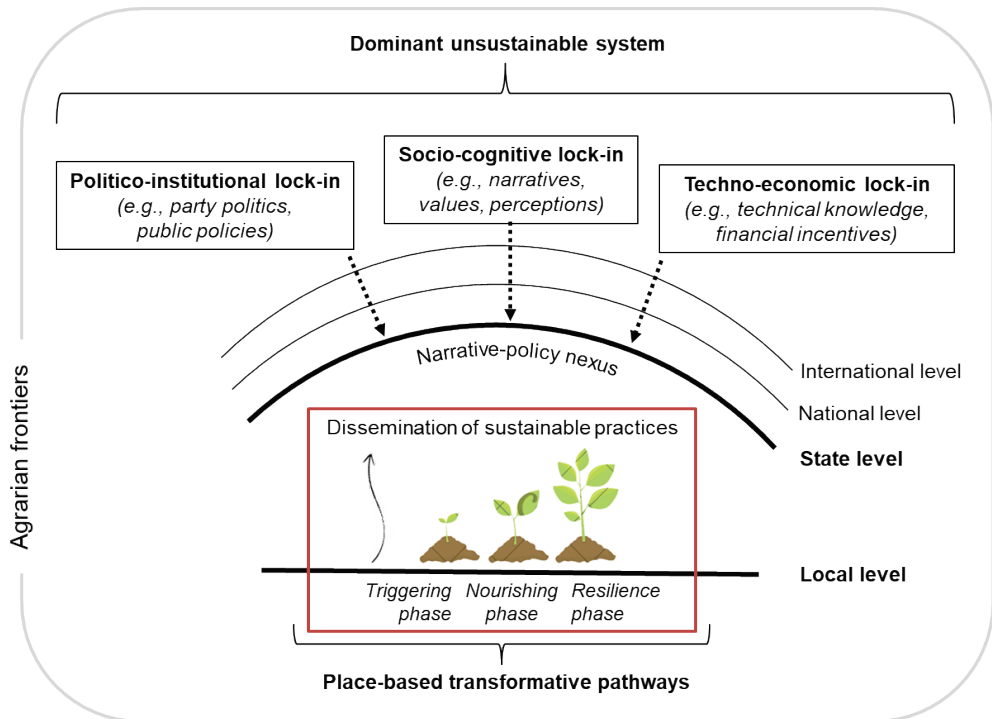 Dominant unsustainable system
Politico-institutional lock-in
(e.g., party politics,
public policies)
Socio-cognitive lock-in
(e.g., narratives,
values, perceptions)
Techno-economic lock-in
(e.g., technical knowledge,
financial incentives)
Narrative-policy nexus
International level
National level
State level
Agrarian frontiers
Dissemination of sustainable practices
Local level
Triggering
phase
Nourishing
phase
Resilience
phase
Place-based transformative pathways